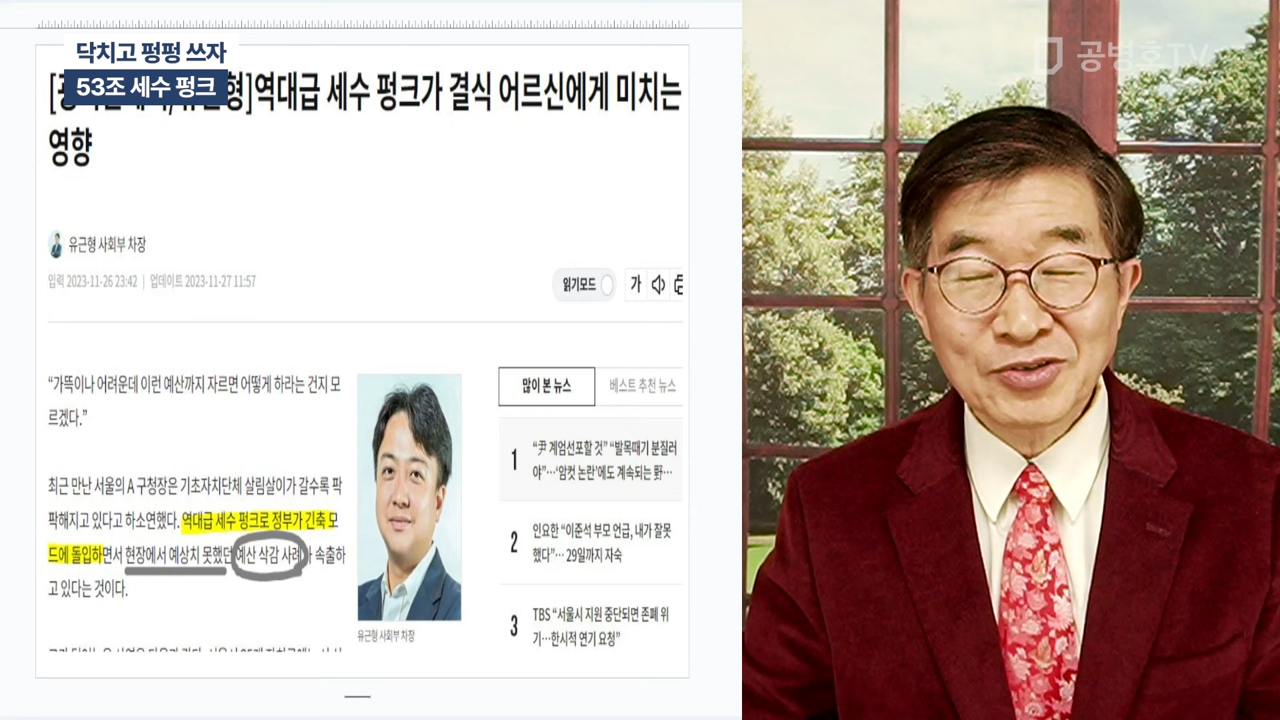 닥치고 펑펑 쓰자
53조 세수 펑크
형]역대급 세수 펑크가 결식 어르신에게 미치는
영향
유근형 사회부 차장
입력 2023-11-26 23:42 | 업데이트 2023-11-27 11:57
읽기모드
가
“가뜩이나 어려운데 이런 예산까지 자르면 어떻게 하라는 건지 모
르겠다.”
최근 만난 서울의 A 구청장은 기초자치단체 살림살이가 갈수록 팍
팍해지고 있다고 하소연했다. 역대급 세수 펑크로 정부가 긴축 모
드에 돌입하면서 현장에서 예상치 못했던 예산 삭감 사례가 속출하
고 있다는 것이다.
유근형 사회부 차장
많이 본 뉴스
베스트 추천 뉴스
1
“尹 계엄선포할 것” “발목때기 분질러
야”…‘암컷 논란’에도 계속되는 野…
2
인요한 “이준석 부모 언급, 내가 잘못
했다”… 29일까지 자숙
3
TBS “서울시 지원 중단되면 존폐 위
기…한시적 연기 요청”
공병호TV